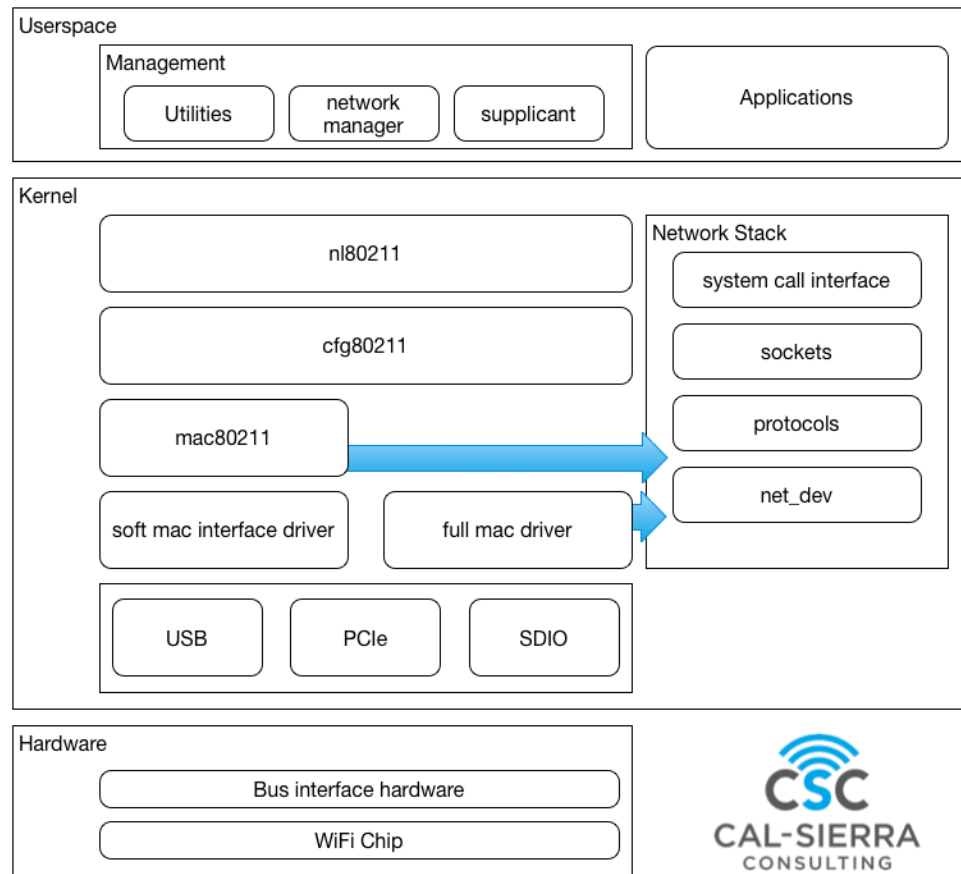 Userspace
Management
Utilities
network
manager
supplicant
Applications
Kernel
nl80211
cfg80211
mac80211
soft mac interface driver
full mac driver
USB
PCIe
SDIO
Network Stack
system call interface
sockets
protocols
net_dev
Hardware
Bus interface hardware
WiFi Chip
CSC
CAL-SIERRA
CONSULTING